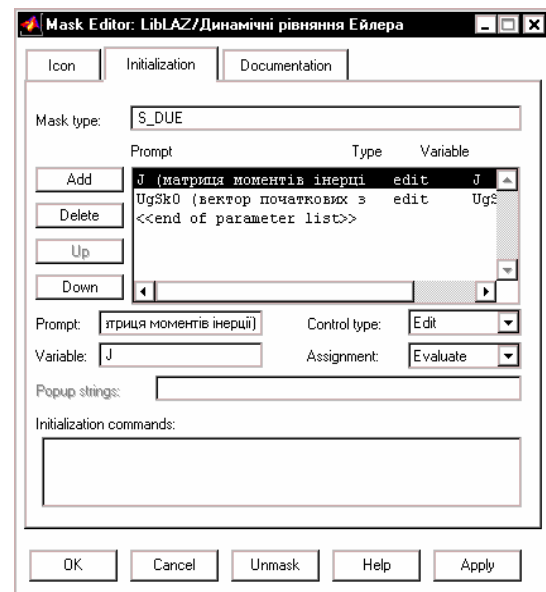 Mask Editor: LibLAZ/Динамічні рівняння Ейлера
Icon Initialization Documentation
Mask type: S_DUE
Prompt Type Variable
Add J (матриця моментів інерці edit J
Delete UgSk0 (вектор початкових з edit UgS
<<end of parameter list>>
Up
Down
Prompt: атриця моментів інерції) Control type: Edit
Variable: J Assignment: Evaluate
Popup strings:
Initialization commands:
OK Cancel Unmask Help Apply